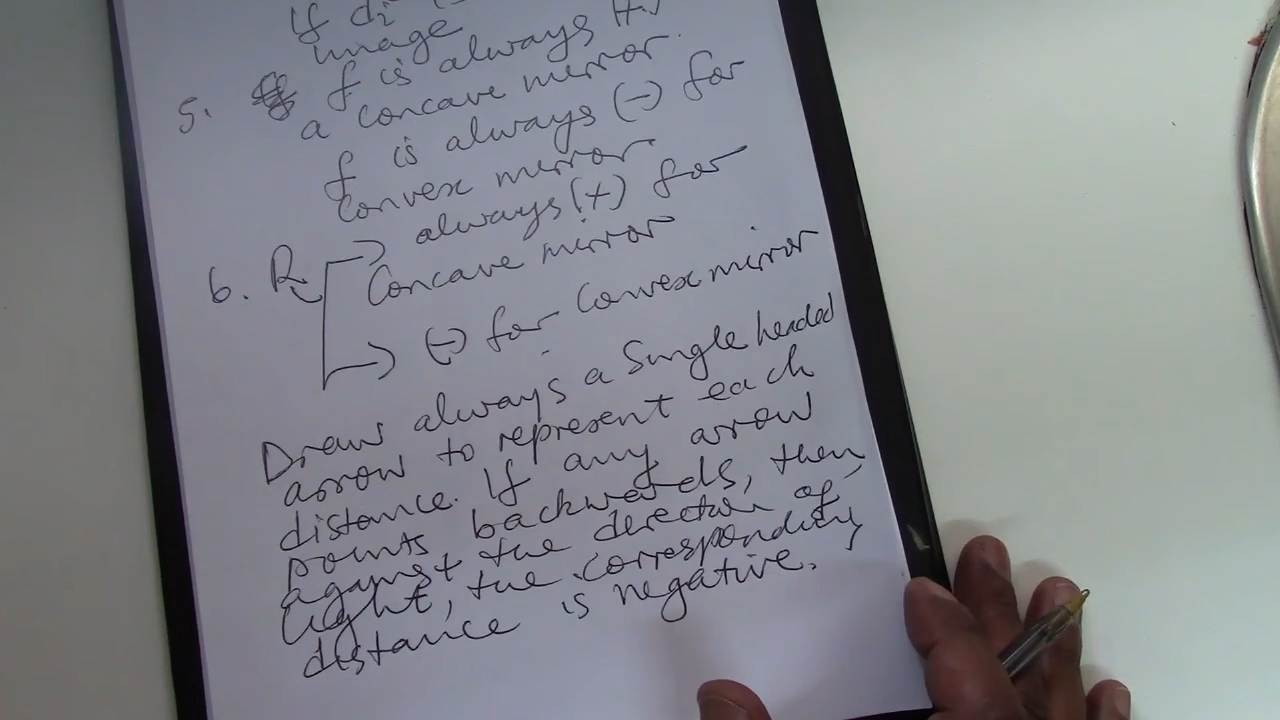 If di
image
5. f is always (+)
a concave mirror.
f is always (-) for
convex mirror
6. R → always (+) for
Concave mirror
→ (-) for Convex mirror
Draw always a Single headed
arrow to represent each
distance. If any arrow
points backwards, then,
against the direction of
light, the corresponding
distance is negative.